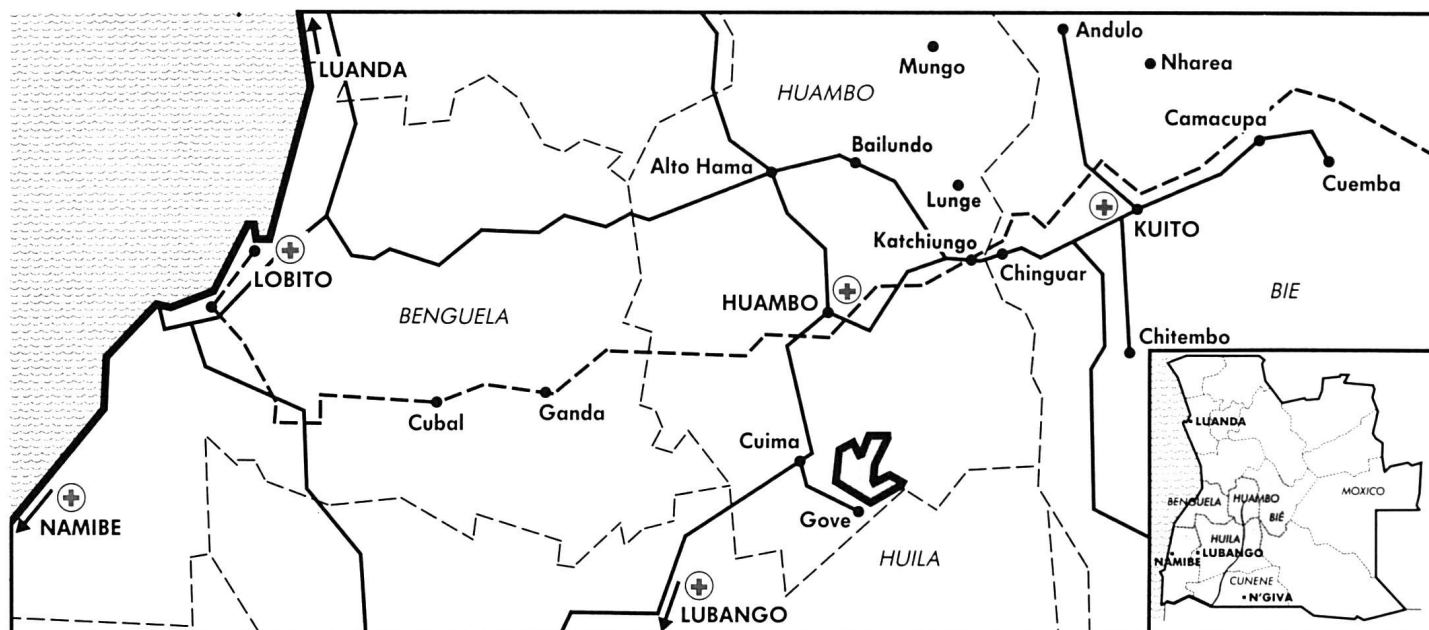 Andulo
Mungo
Nharea
LUANDA
HUAMBO
Camacupa
Bailundo
Alto Hama
Cuemba
Lunge
KUITO
Katchiungo
Chinguar
LOBITO
HUAMBO
BIE
BENGUELA
Chitembo
Ganda
Cubal
Cuima
Gove
NAMIBE
HUILA
LUBANGO
LUANDA
MOXICO
BENGUELA
HUAMBO
BIÉ
HUILA
LUBANGO
NAMIBE
CUNENE
N'GIVA